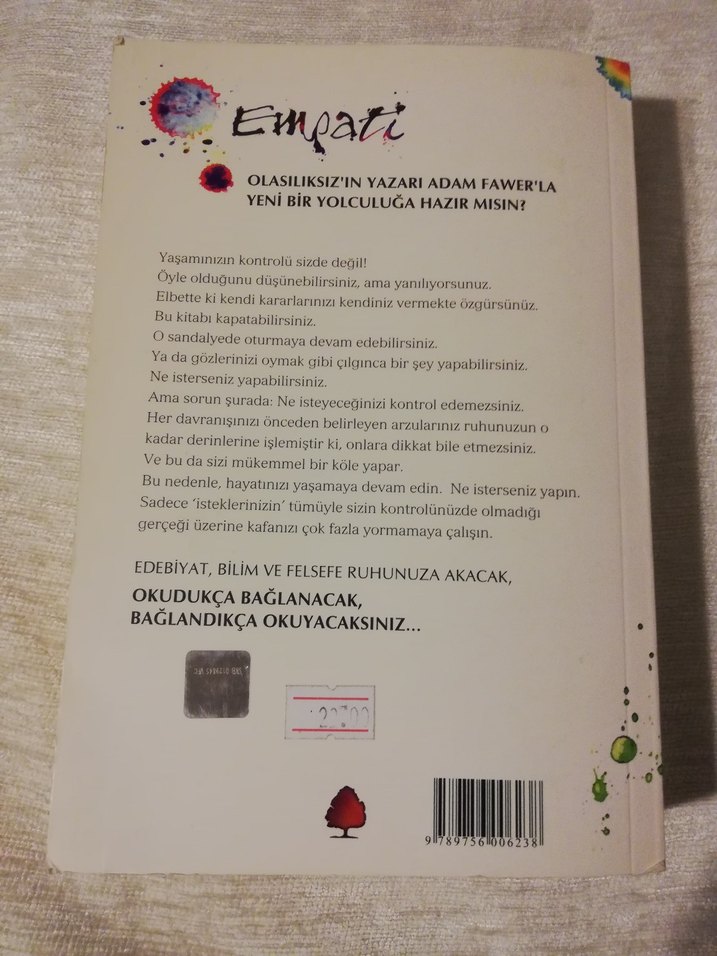 Empati
OLASILIKSIZ'IN YAZARI ADAM FAWER'LA
YENİ BİR YOLCULUĞA HAZIR MISIN?
Yaşamınızın kontrolü sizde değil!
Öyle olduğunu düşünebilirsiniz, ama yanılıyorsunuz.
Elbette ki kendi kararlarınızı kendiniz vermekte özgürsünüz.
Bu kitabı kapatabilirsiniz.
O sandalyede oturmaya devam edebilirsiniz.
Ya da gözlerinizi oymak gibi çılgınca bir şey yapabilirsiniz.
Ne isterseniz yapabilirsiniz.
Ama sorun şurada: Ne isteyeceğinizi kontrol edemezsiniz.
Her davranışınızı önceden belirleyen arzularınız ruhunuzun o
kadar derinlerine işlemiştir ki, onlara dikkat bile etmezsiniz.
Ve bu da sizi mükemmel bir köle yapar.
Bu nedenle, hayatınızı yaşamaya devam edin. Ne isterseniz yapın.
Sadece ‘isteklerinizin’ tümüyle sizin kontrolünüzde olmadığı
gerçeği üzerine kafanızı çok fazla yormamaya çalışın.
EDEBİYAT, BİLİM VE FELSEFE RUHUNUZA AKACAK,
OKUDUKÇA BAĞLANACAK,
BAĞLANDIKÇA OKUYACAKSINIZ...
22.00
9 789756 006238